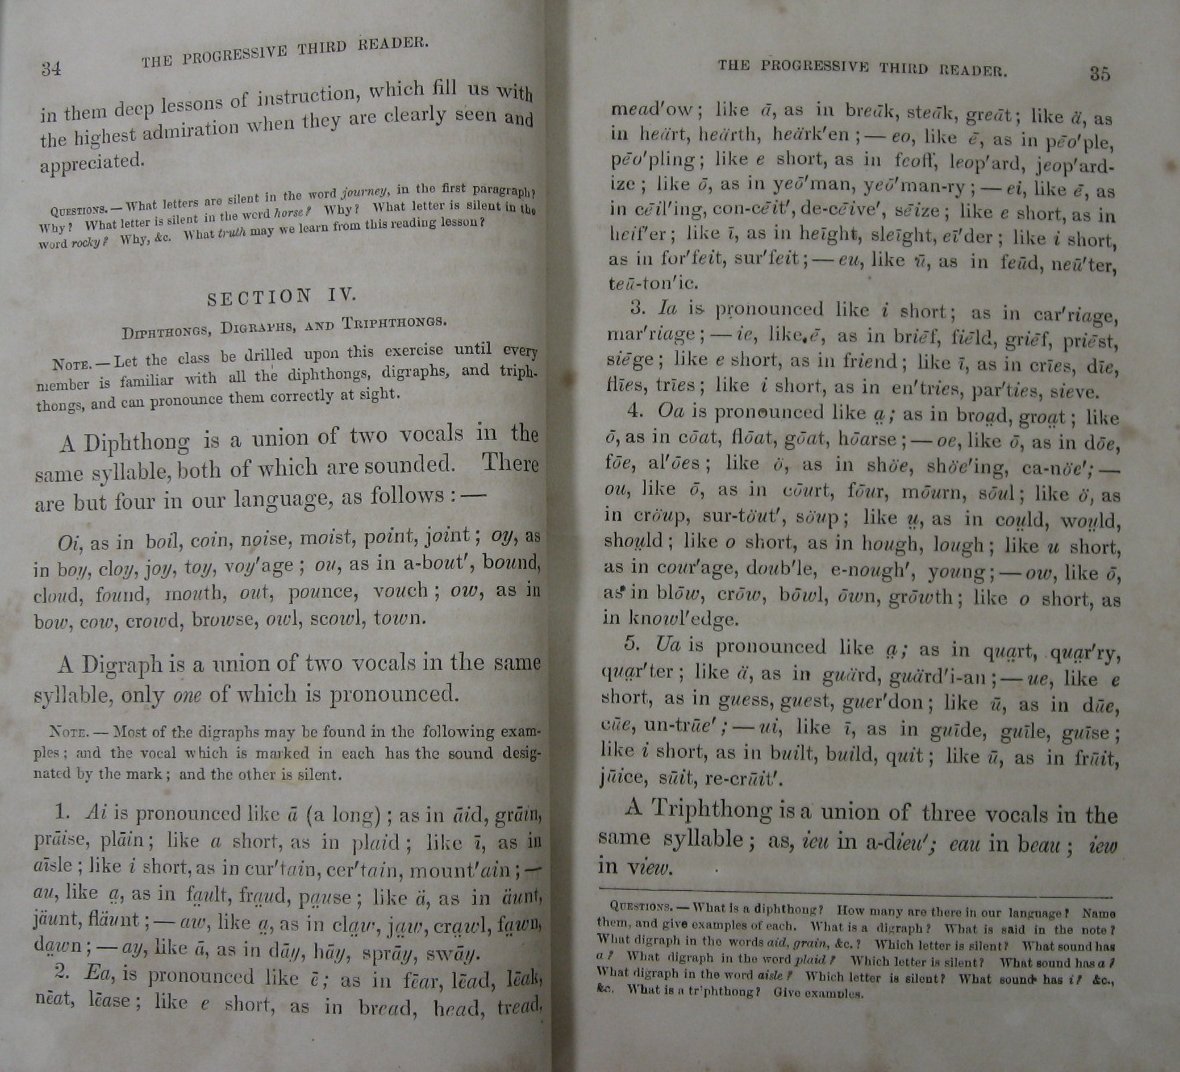 34 THE PROGRESSIVE THIRD READER.
in them deep lessons of instruction, which fill us with
the highest admiration when they are clearly seen and
appreciated.
QUESTIONS. — What letters are silent in the word journey, in the first paragraph?
Why? What letter is silent in the word horse? Why? What letter is silent in the
word rocky? Why, &c. What truth may we learn from this reading lesson?
SECTION IV.
DIPHTHONGS, DIGRAPHS, AND TRIPHTHONGS.
NOTE. — Let the class be drilled upon this exercise until every
member is familiar with all the diphthongs, digraphs, and triph-
thongs, and can pronounce them correctly at sight.
A Diphthong is a union of two vocals in the
same syllable, both of which are sounded. There
are but four in our language, as follows : —
Oi, as in boil, coin, noise, moist, point, joint ; oy, as
in boy, cloy, joy, toy, voy'age ; ou, as in a-bout', bound,
cloud, found, mouth, out, pounce, vouch ; ow, as in
bow, cow, crowd, browse, owl, scowl, town.
A Digraph is a union of two vocals in the same
syllable, only one of which is pronounced.
NOTE. — Most of the digraphs may be found in the following exam-
ples ; and the vocal which is marked in each has the sound desig-
nated by the mark ; and the other is silent.
1. Ai is pronounced like ā (a long) ; as in āid, grāin,
prāise, plāin ; like a short, as in plaid ; like ī, as in
aīsle ; like i short, as in cur'tain, cer'tain, mount'ain ; —
au, like a̤, as in fa̤ult, fra̤ud, pa̤use ; like ä, as in äunt,
jäunt, fläunt ; — aw, like a̤, as in cla̤w, ja̤w, cra̤wl, fa̤wn,
da̤wn ; — ay, like ā, as in dāy, hāy, sprāy, swāy.
2. Ea, is pronounced like ē ; as in fēar, lēad, lēak,
nēat, lēase ; like e short, as in bread, head, tread,
THE PROGRESSIVE THIRD READER. 35
mead'ow ; like ā, as in breāk, steāk, greāt ; like ä, as
in heärt, heärth, heärk'en ; — eo, like ē, as in pēo'ple,
pēo'pling ; like e short, as in feoff, leop'ard, jeop'ard-
ize ; like ō, as in yeō'man, yeō'man-ry ; — ei, like ē, as
in cēil'ing, con-cēit', de-cēive', sēize ; like e short, as in
heif'er ; like ī, as in heīght, sleīght, eī'der ; like i short,
as in for'feit, sur'feit ; — eu, like ū, as in feūd, neū'ter,
teū-ton'ic.
3. Ia is pronounced like i short ; as in car'riage,
mar'riage ; — ie, like ē, as in briēf, fiēld, griēf, priēst,
siēge ; like e short, as in friend ; like ī, as in crīes, dīe,
flīes, trīes ; like i short, as in en'tries, par'ties, sieve.
4. Oa is pronounced like a̤ ; as in broa̤d, groa̤t ; like
ō, as in cōat, flōat, gōat, hōarse ; — oe, like ō, as in dōe,
fōe, al'ōes ; like ö, as in shöe, shöe'ing, ca-nöe' ; —
ou, like ō, as in cōurt, fōur, mōurn, sōul ; like ö, as
in cröup, sur-töut', söup ; like ṳ, as in coṳld, woṳld,
shoṳld ; like o short, as in hough, lough ; like u short,
as in cour'age, doub'le, e-nough', young ; — ow, like ō,
as in blōw, crōw, bōwl, ōwn, grōwth ; like o short, as
in knowl'edge.
5. Ua is pronounced like a̤ ; as in qua̤rt, qua̤r'ry,
qua̤r'ter ; like ä, as in guärd, guärd'i-an ; — ue, like e
short, as in guess, guest, guer'don ; like ū, as in dūe,
cūe, un-trūe' ; — ui, like ī, as in guīde, guīle, guīse ;
like i short, as in built, build, quit ; like ū, as in frūit,
jūice, sūit, re-crūit'.
A Triphthong is a union of three vocals in the
same syllable ; as, ieu in a-dieu' ; eau in beau ; iew
in view.
QUESTIONS. — What is a diphthong? How many are there in our language? Name
them, and give examples of each. What is a digraph? What is said in the note?
What digraph in the words aid, grain, &c.? Which letter is silent? What sound has
a? What digraph in the word plaid? Which letter is silent? What sound has a?
What digraph in the word aisle? Which letter is silent? What sound has i? &c.,
&c. What is a tr'phthong? Give examples.